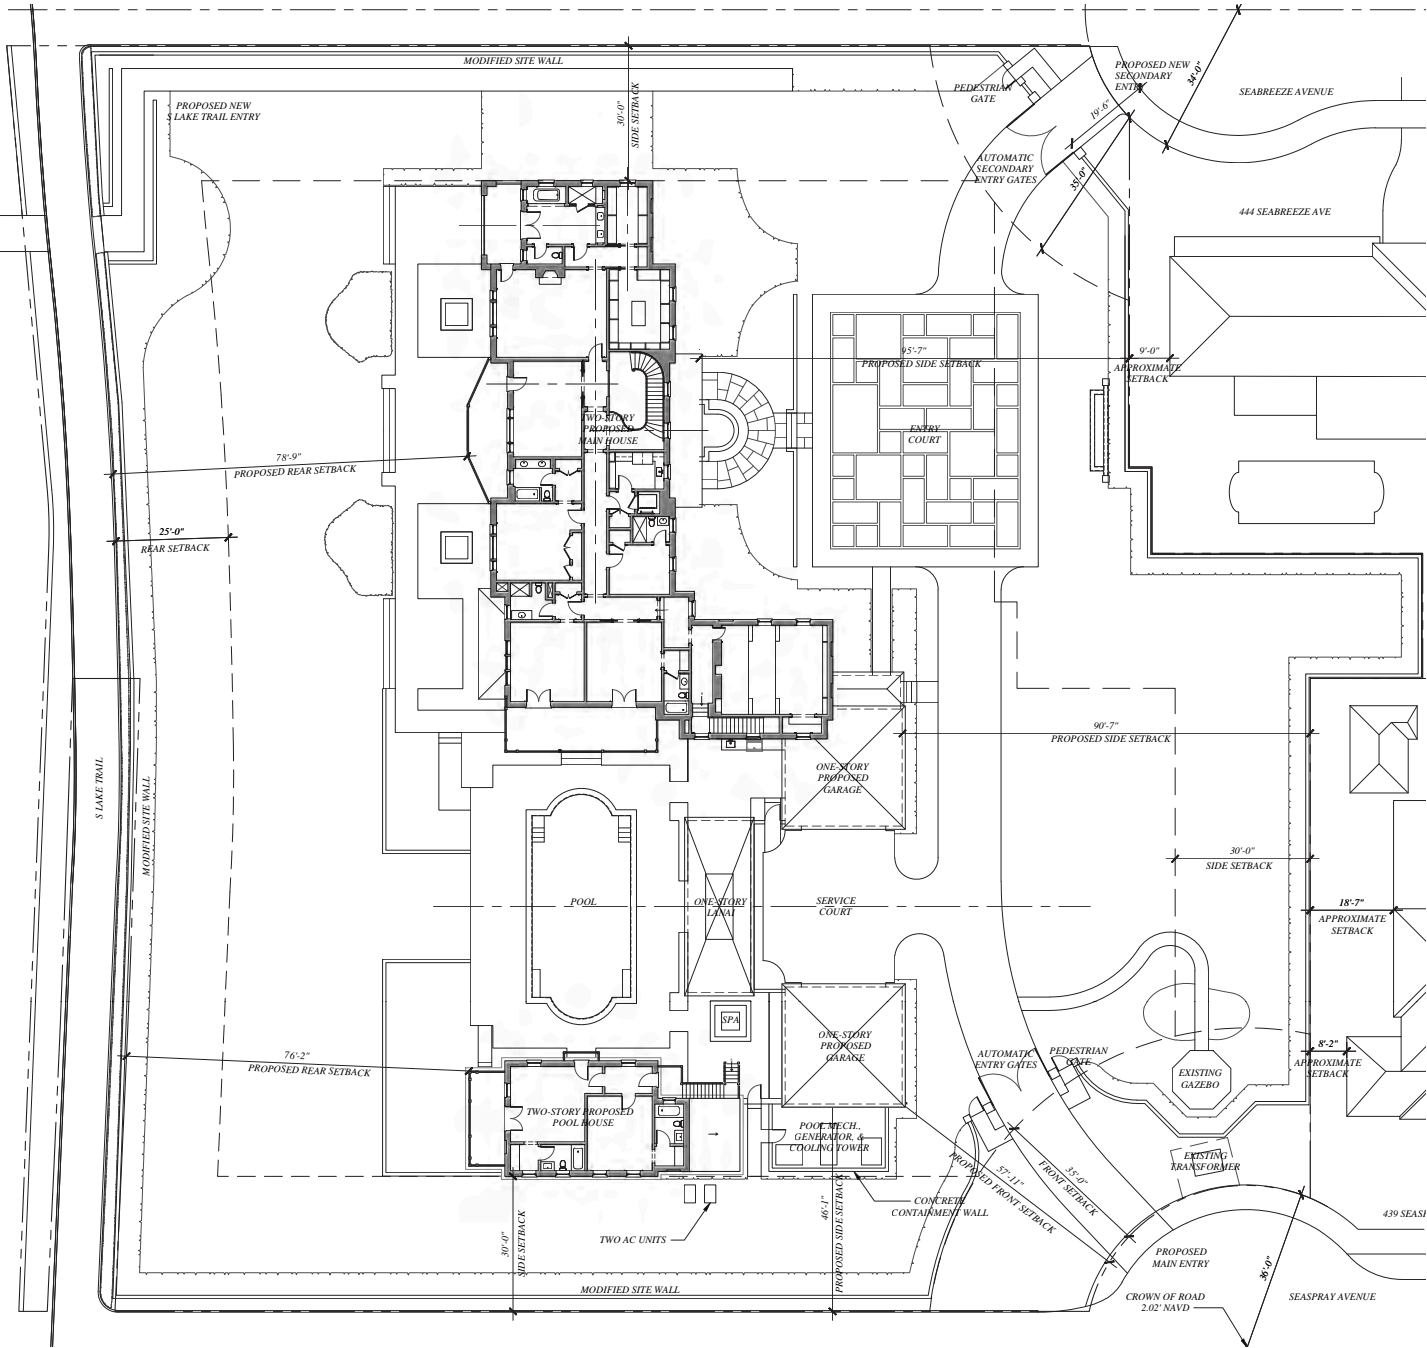 MODIFIED SITE WALL
PROPOSED NEW
S LAKE TRAIL ENTRY
30'-0"
SIDE SETBACK
PEDESTRIAN
GATE
PROPOSED NEW
SECONDARY
ENTRY
34'-0"
19'-6"
SEABREEZE AVENUE
AUTOMATIC
SECONDARY
ENTRY GATES
35'-0"
444 SEABREEZE AVE
95'-7"
PROPOSED SIDE SETBACK
9'-0"
APPROXIMATE
SETBACK
TWO-STORY
PROPOSED
MAIN HOUSE
ENTRY
COURT
78'-9"
PROPOSED REAR SETBACK
25'-0"
REAR SETBACK
90'-7"
PROPOSED SIDE SETBACK
ONE-STORY
PROPOSED
GARAGE
S LAKE TRAIL
MODIFIED SITE WALL
30'-0"
SIDE SETBACK
POOL
ONE-STORY
LANAI
SERVICE
COURT
18'-7"
APPROXIMATE
SETBACK
SPA
ONE-STORY
PROPOSED
GARAGE
76'-2"
PROPOSED REAR SETBACK
AUTOMATIC
ENTRY GATES
PEDESTRIAN
GATE
8'-2"
APPROXIMATE
SETBACK
EXISTING
GAZEBO
TWO-STORY PROPOSED
POOL HOUSE
POOL MECH.,
GENERATOR, &
COOLING TOWER
EXISTING
TRANSFORMER
57'-11"
PROPOSED FRONT SETBACK
35'-0"
FRONT SETBACK
CONCRETE
CONTAINMENT WALL
46'-1"
PROPOSED SIDE SETBACK
30'-0"
SIDE SETBACK
TWO AC UNITS
439 SEAS
PROPOSED
MAIN ENTRY
36'-0"
MODIFIED SITE WALL
CROWN OF ROAD
2.02' NAVD
SEASPRAY AVENUE